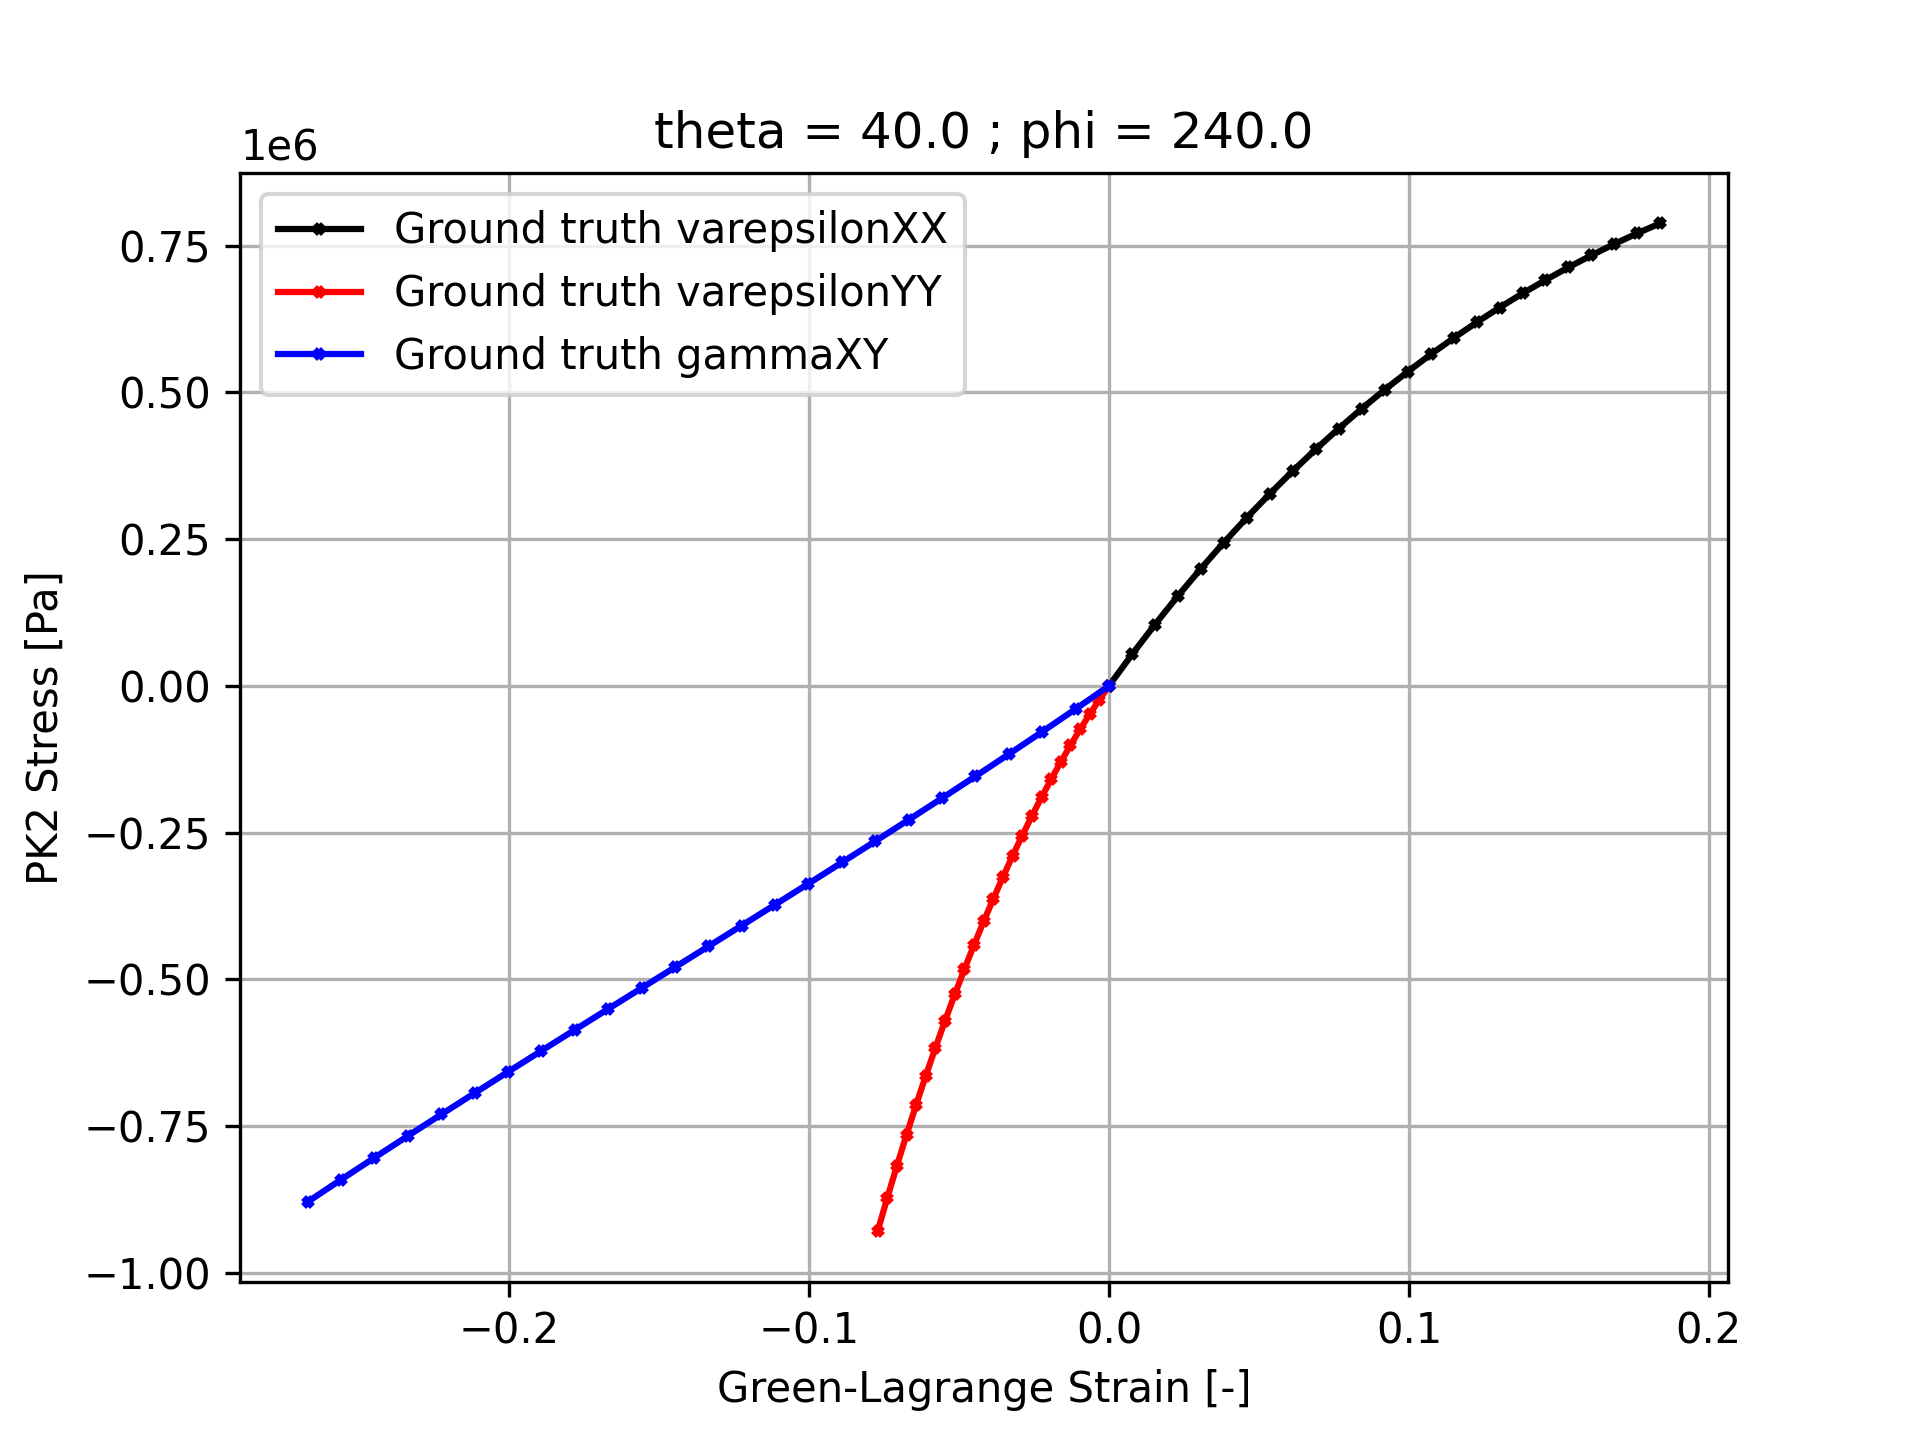 theta = 40.0 ; phi = 240.0
1e6
Ground truth varepsilonXX
Ground truth varepsilonYY
Ground truth gammaXY
0.75
0.50
0.25
0.00
−0.25
−0.50
−0.75
−1.00
PK2 Stress [Pa]
−0.2 −0.1 0.0 0.1 0.2
Green-Lagrange Strain [-]